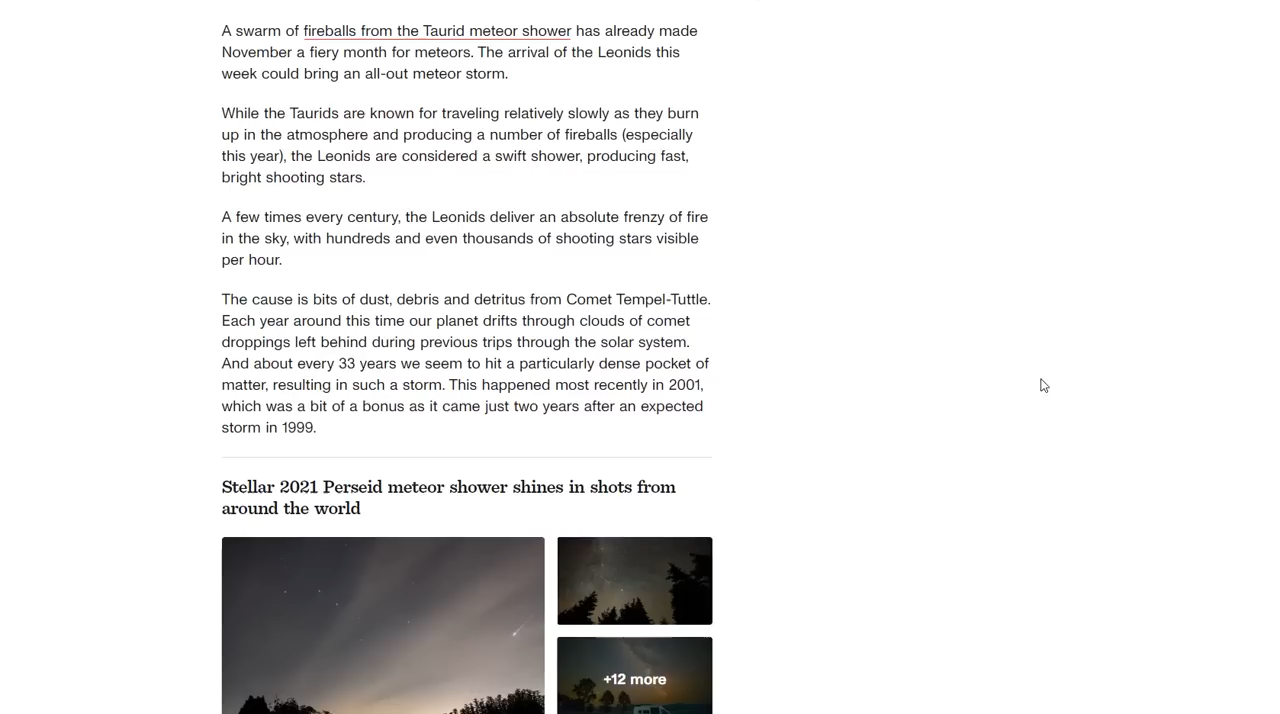 A swarm of fireballs from the Taurid meteor shower has already made
November a fiery month for meteors. The arrival of the Leonids this
week could bring an all-out meteor storm.
While the Taurids are known for traveling relatively slowly as they burn
up in the atmosphere and producing a number of fireballs (especially
this year), the Leonids are considered a swift shower, producing fast,
bright shooting stars.
A few times every century, the Leonids deliver an absolute frenzy of fire
in the sky, with hundreds and even thousands of shooting stars visible
per hour.
The cause is bits of dust, debris and detritus from Comet Tempel-Tuttle.
Each year around this time our planet drifts through clouds of comet
droppings left behind during previous trips through the solar system.
And about every 33 years we seem to hit a particularly dense pocket of
matter, resulting in such a storm. This happened most recently in 2001,
which was a bit of a bonus as it came just two years after an expected
storm in 1999.
Stellar 2021 Perseid meteor shower shines in shots from
around the world
+12 more